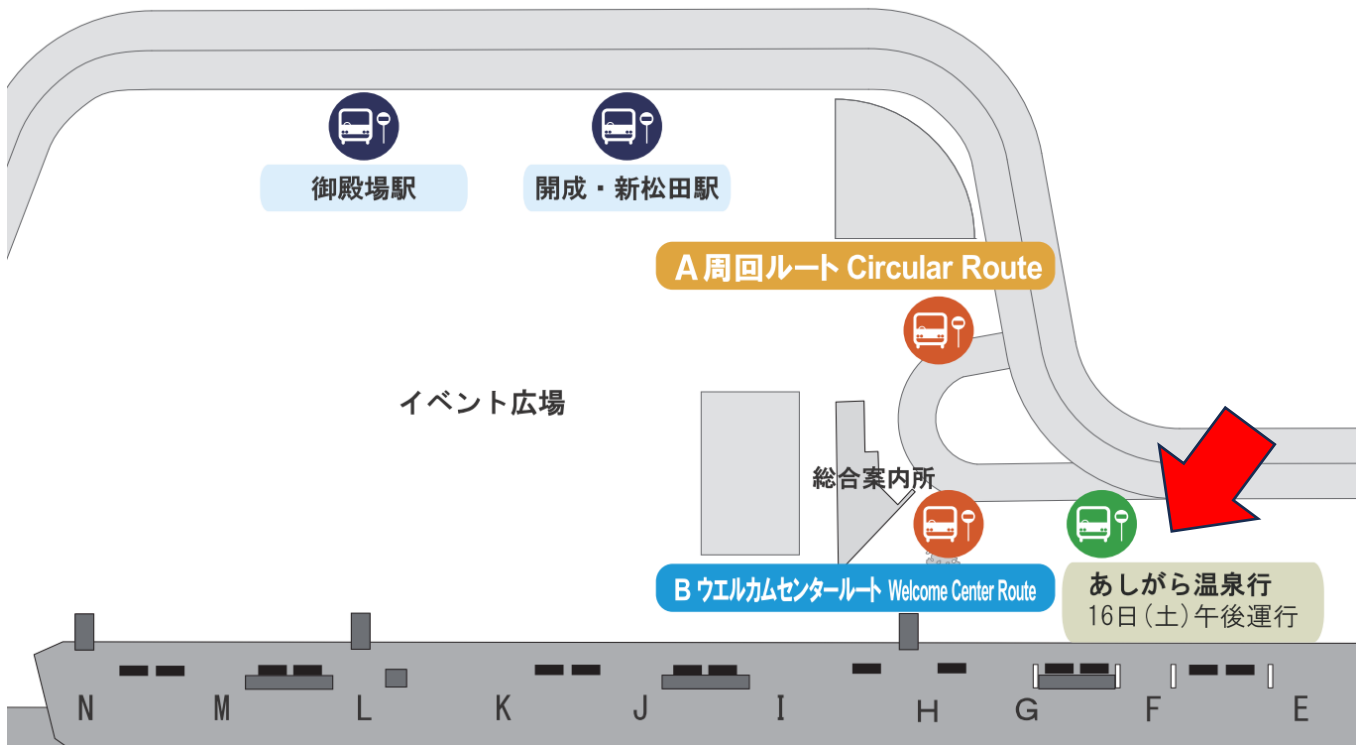 御殿場駅
開成・新松田駅
A 周回ルート Circular Route
イベント広場
総合案内所
B ウエルカムセンタールート Welcome Center Route
あしがら温泉行
16日(土)午後運行
N M L K J I H G F E